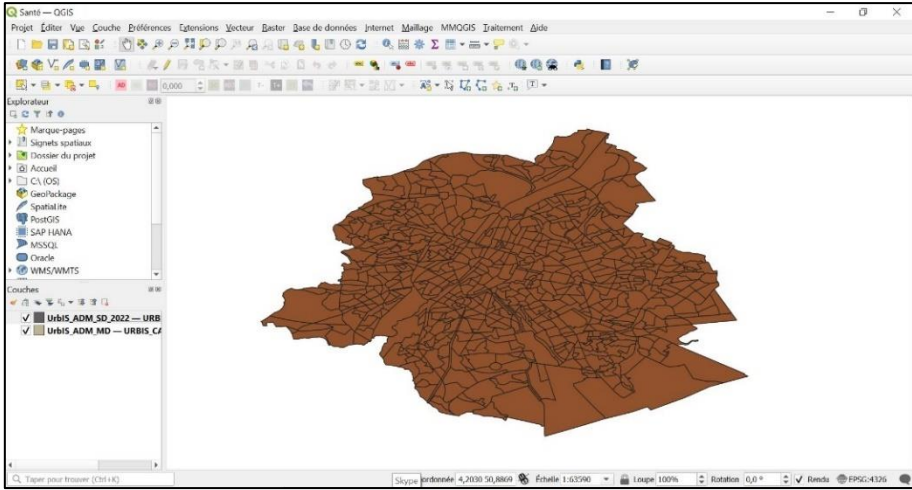 Santé — QGIS
Projet Éditer Vue Couche Préférences Extensions Vecteur Raster Base de données Internet Maillage MMQGIS Traitement Aide
0,000
Explorateur
Marque-pages
Signets spatiaux
Dossier du projet
Accueil
C:\ (OS)
GeoPackage
SpatiaLite
PostGIS
SAP HANA
MSSQL
Oracle
WMS/WMTS
Couches
UrbIS_ADM_SD_2022 — URB
UrbIS_ADM_MD — URBIS_CA
Taper pour trouver (Ctrl+K) Skype ordonnée 4,2030 50,8869 Échelle 1:63590 Loupe 100% Rotation 0,0 ° Rendu EPSG:4326